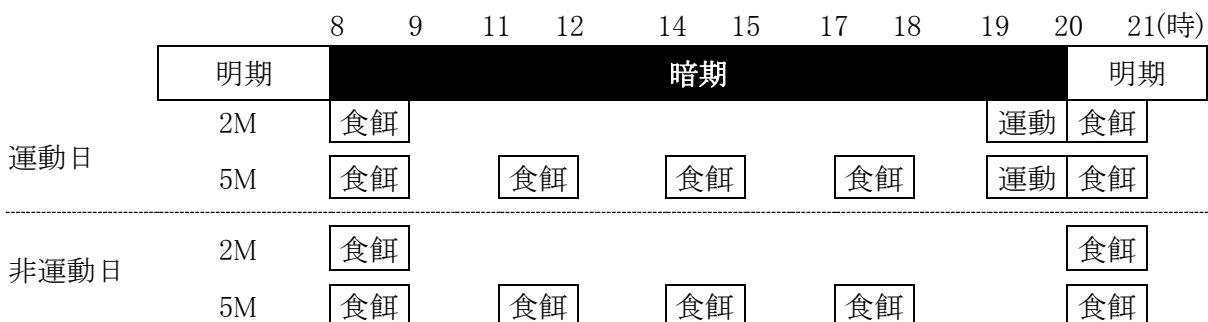 8 9 11 12 14 15 17 18 19 20 21(時)
明期 暗期 明期
2M 食餌 運動 食餌
運動日
5M 食餌 食餌 食餌 食餌 運動 食餌
2M 食餌 食餌
非運動日
5M 食餌 食餌 食餌 食餌 食餌